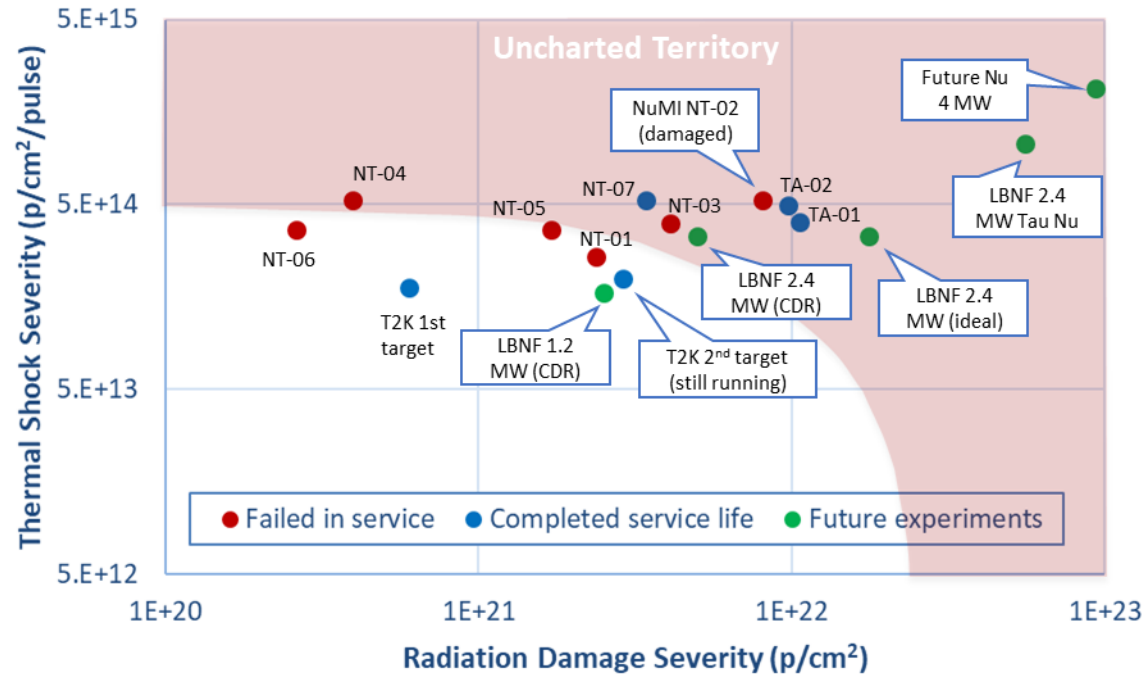 Thermal Shock Severity (p/cm²/pulse)
5.E+15
5.E+14
5.E+13
5.E+12
Uncharted Territory
Future Nu
4 MW
NuMI NT-02
(damaged)
NT-04
NT-07
TA-02
LBNF 2.4
MW Tau Nu
NT-05
NT-03
TA-01
NT-06
NT-01
LBNF 2.4
MW (CDR)
LBNF 2.4
MW (ideal)
T2K 1st
target
LBNF 1.2
MW (CDR)
T2K 2ⁿᵈ target
(still running)
Failed in service
Completed service life
Future experiments
1E+20
1E+21
1E+22
1E+23
Radiation Damage Severity (p/cm²)